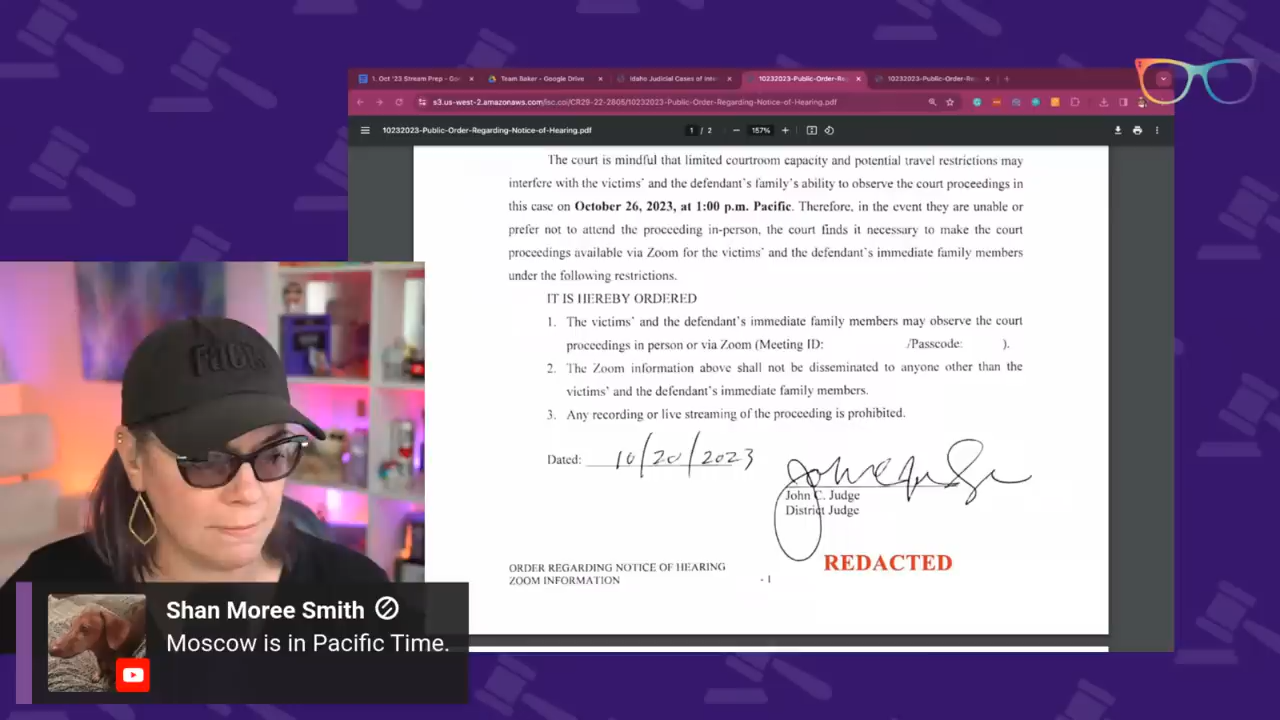 1. Oct '23 Stream Prep - Go
Team Baker - Google Drive
Idaho Judicial Cases of Inter
10232023-Public-Order-Re
10232023-Public-Order-Re
s3.us-west-2.amazonaws.com/isc.coi/CR29-22-2805/10232023-Public-Order-Regarding-Notice-of-Hearing.pdf
10232023-Public-Order-Regarding-Notice-of-Hearing.pdf
1 / 2
157%
The court is mindful that limited courtroom capacity and potential travel restrictions may
interfere with the victims' and the defendant's family's ability to observe the court proceedings in
this case on October 26, 2023, at 1:00 p.m. Pacific. Therefore, in the event they are unable or
prefer not to attend the proceeding in-person, the court finds it necessary to make the court
proceedings available via Zoom for the victims' and the defendant's immediate family members
under the following restrictions.
IT IS HEREBY ORDERED
1. The victims' and the defendant's immediate family members may observe the court
proceedings in person or via Zoom (Meeting ID: /Passcode: ).
2. The Zoom information above shall not be disseminated to anyone other than the
victims' and the defendant's immediate family members.
3. Any recording or live streaming of the proceeding is prohibited.
Dated: 10/20/2023
John C. Judge
District Judge
ORDER REGARDING NOTICE OF HEARING
ZOOM INFORMATION
- 1
REDACTED
Shan Moree Smith
Moscow is in Pacific Time.